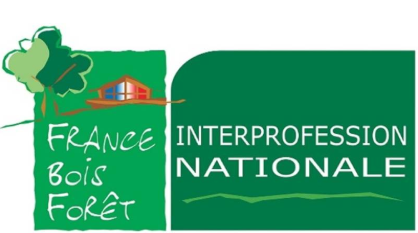 FRANCE
BOIS
FORÊT
INTERPROFESSION
NATIONALE